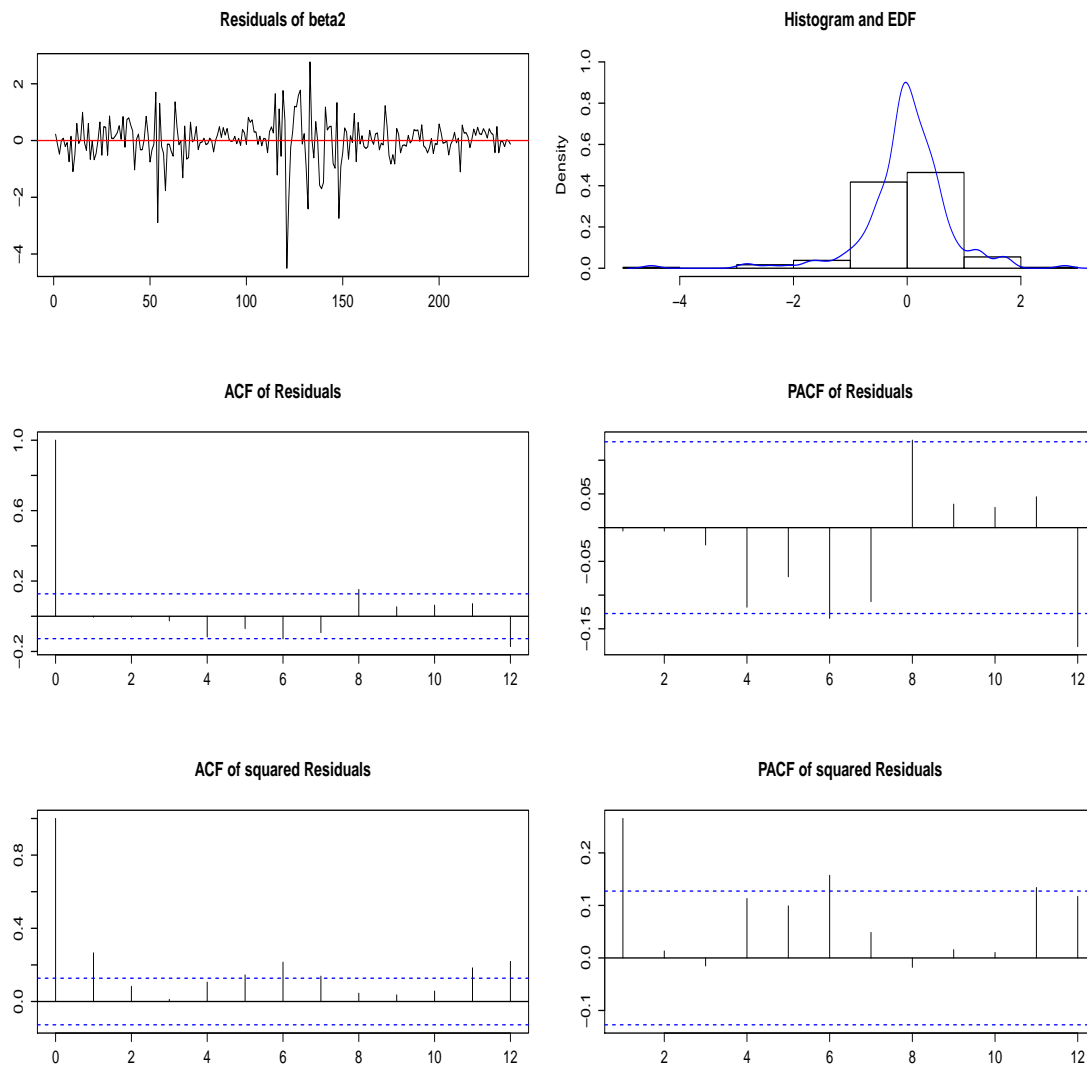 Residuals of beta2
2
0
−2
−4
0 50 100 150 200
Histogram and EDF
Density
1.0
0.8
0.6
0.4
0.2
0.0
−4 −2 0 2
ACF of Residuals
1.0
0.6
0.2
−0.2
0 2 4 6 8 10 12
PACF of Residuals
0.05
−0.05
−0.15
2 4 6 8 10 12
ACF of squared Residuals
0.8
0.4
0.0
0 2 4 6 8 10 12
PACF of squared Residuals
0.2
0.1
0.0
−0.1
2 4 6 8 10 12